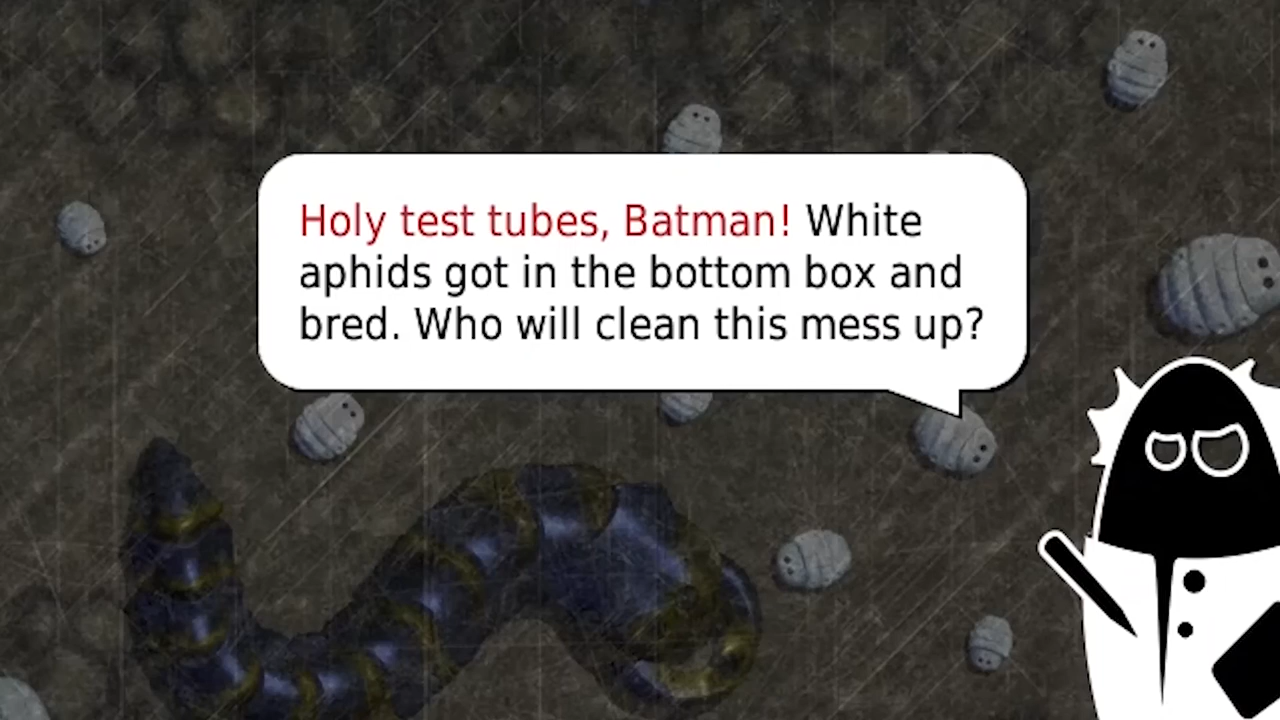 Holy test tubes, Batman! White
aphids got in the bottom box and
bred. Who will clean this mess up?